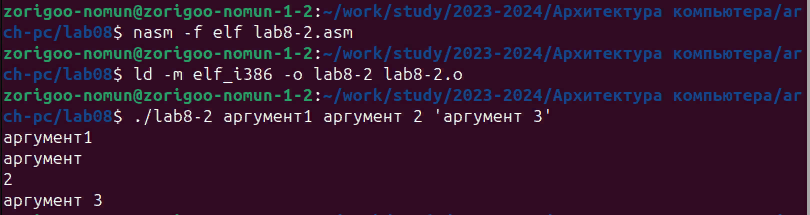 zorigoo-nomun@zorigoo-nomun-1-2:~/work/study/2023-2024/Архитектура компьютера/ar
ch-pc/lab08$ nasm -f elf lab8-2.asm
zorigoo-nomun@zorigoo-nomun-1-2:~/work/study/2023-2024/Архитектура компьютера/ar
ch-pc/lab08$ ld -m elf_i386 -o lab8-2 lab8-2.o
zorigoo-nomun@zorigoo-nomun-1-2:~/work/study/2023-2024/Архитектура компьютера/ar
ch-pc/lab08$ ./lab8-2 аргумент1 аргумент 2 'аргумент 3'
аргумент1
аргумент
2
аргумент 3